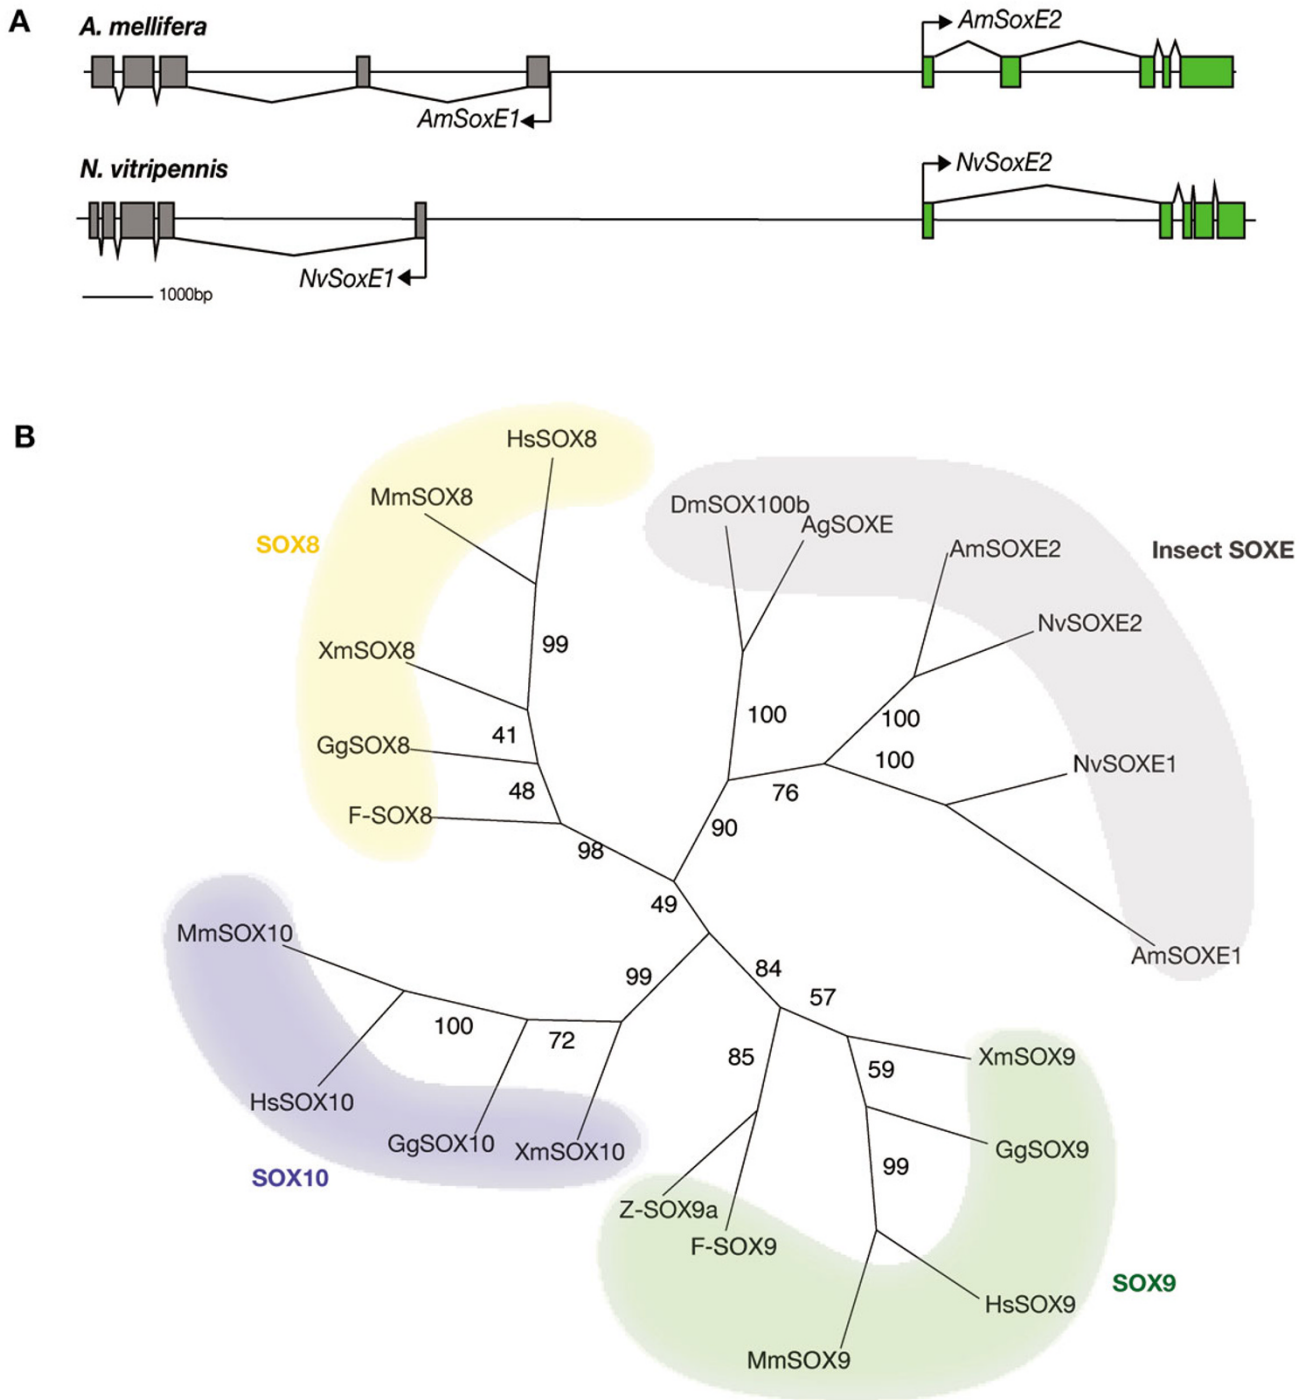 A
A. mellifera
AmSoxE2
AmSoxE1
N. vitripennis
NvSoxE2
NvSoxE1
1000bp
B
HsSOX8
MmSOX8
SOX8
DmSOX100b
AgSOXE
AmSOXE2
Insect SOXE
NvSOXE2
XmSOX8
99
100
100
41
GgSOX8
100
NvSOXE1
48
76
F-SOX8
90
98
49
MmSOX10
AmSOXE1
99
84
57
100
72
85
59
XmSOX9
HsSOX10
GgSOX10
XmSOX10
GgSOX9
99
SOX10
Z-SOX9a
F-SOX9
SOX9
HsSOX9
MmSOX9